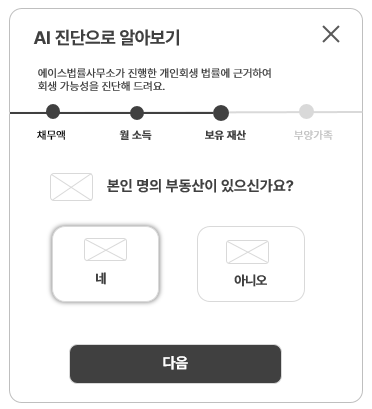 AI 진단으로 알아보기
에이스법률사무소가 진행한 개인회생 법률에 근거하여
회생 가능성을 진단해 드려요.
채무액 월 소득 보유 재산 부양가족
본인 명의 부동산이 있으신가요?
네 아니오
다음